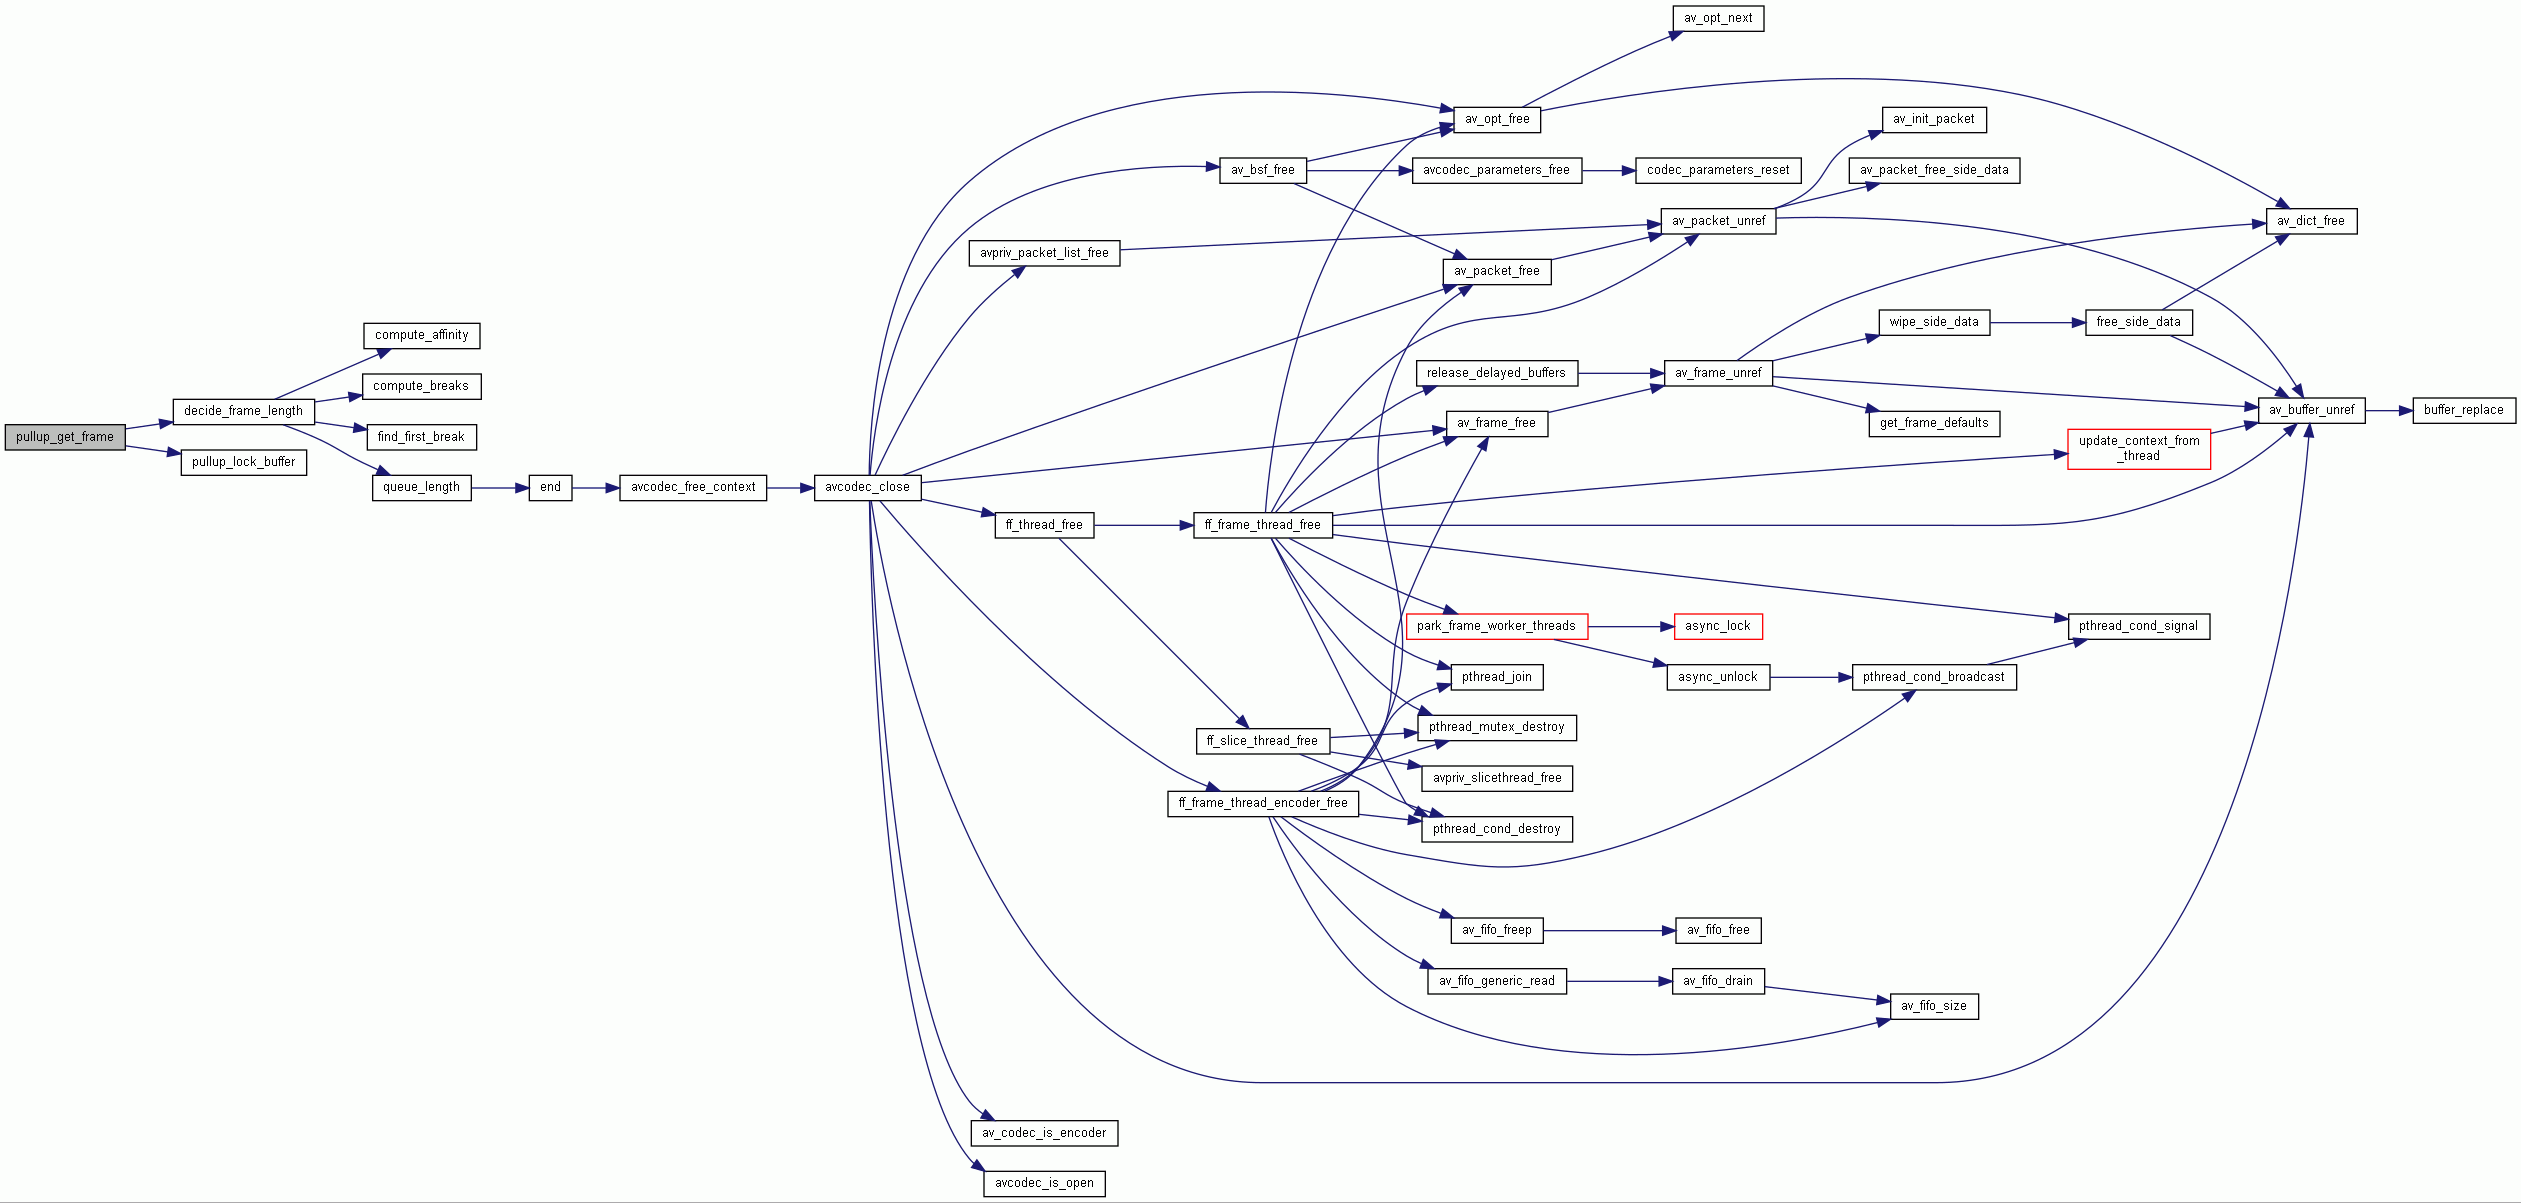 av_opt_next
av_opt_free
av_init_packet
av_bsf_free
avcodec_parameters_free
codec_parameters_reset
av_packet_free_side_data
av_packet_unref
av_dict_free
avpriv_packet_list_free
av_packet_free
compute_affinity
wipe_side_data
free_side_data
release_delayed_buffers
av_frame_unref
compute_breaks
decide_frame_length
av_buffer_unref
buffer_replace
av_frame_free
get_frame_defaults
pullup_get_frame
find_first_break
update_context_from
_thread
pullup_lock_buffer
queue_length
end
avcodec_free_context
avcodec_close
ff_thread_free
ff_frame_thread_free
park_frame_worker_threads
async_lock
pthread_cond_signal
pthread_join
async_unlock
pthread_cond_broadcast
pthread_mutex_destroy
ff_slice_thread_free
avpriv_slicethread_free
ff_frame_thread_encoder_free
pthread_cond_destroy
av_fifo_freep
av_fifo_free
av_fifo_generic_read
av_fifo_drain
av_fifo_size
av_codec_is_encoder
avcodec_is_open